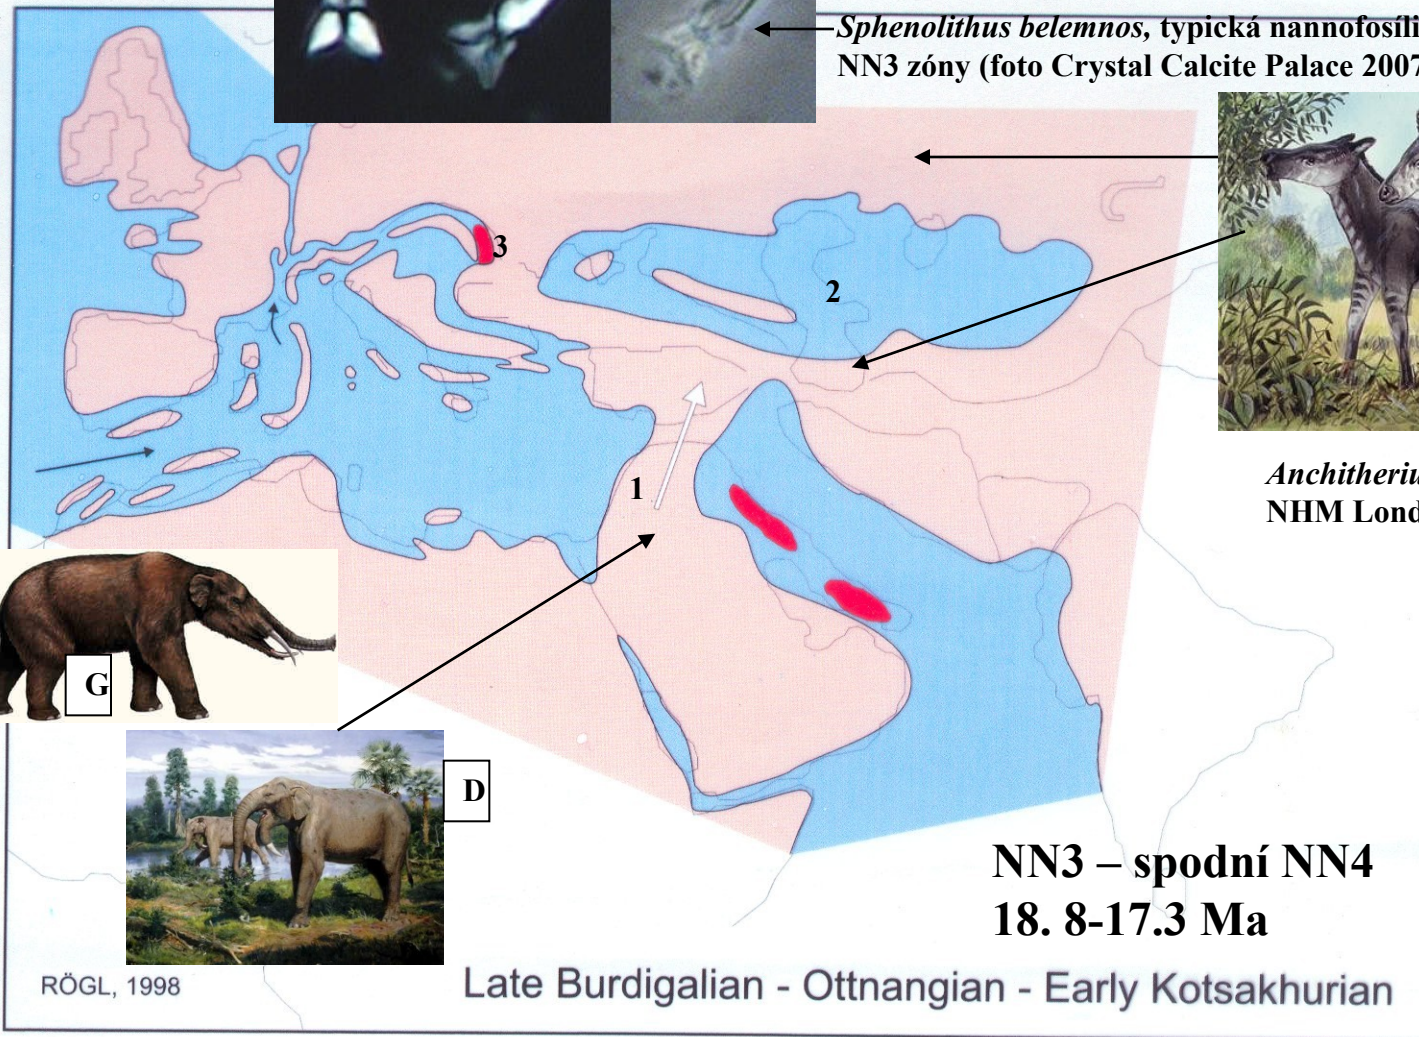 Sphenolithus belemnos, typická
NN3 zóny (foto Crystal Calcite Palace 2007
3
2
1
Anchitheriu
NHM Lond
G
D
NN3 – spodní NN4
18. 8-17.3 Ma
RÖGL, 1998
Late Burdigalian - Ottnangian - Early Kotsakhurian